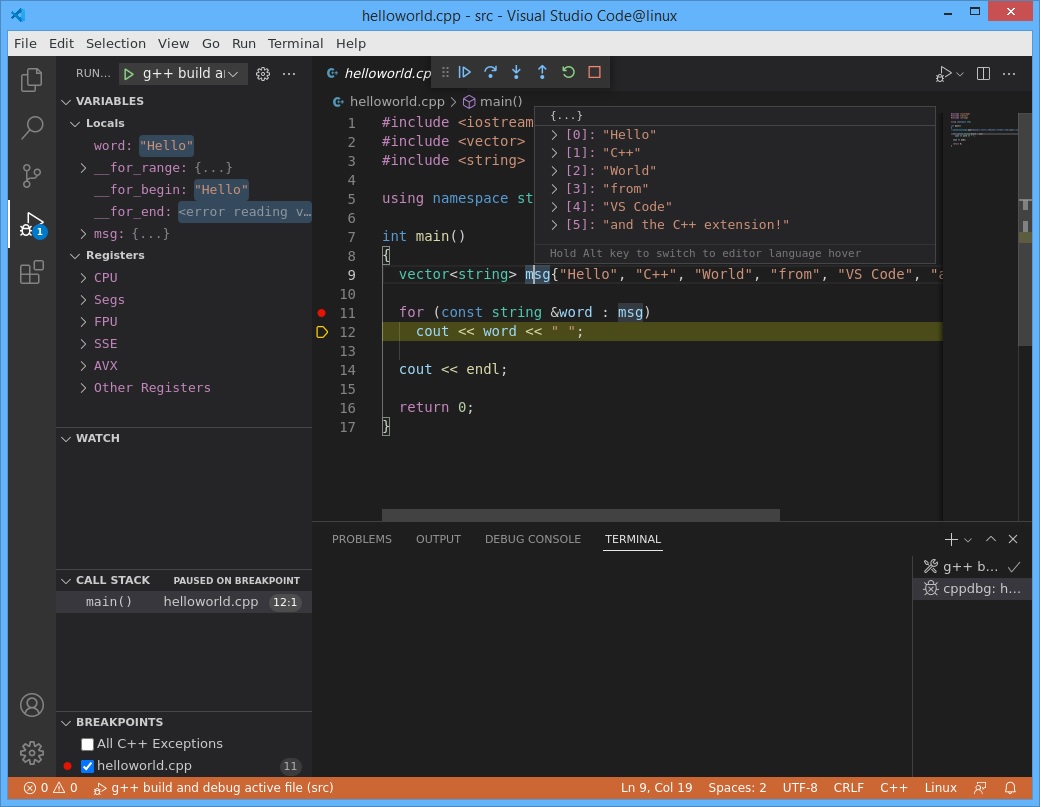 helloworld.cpp - src - Visual Studio Code@linux
File Edit Selection View Go Run Terminal Help
RUN... g++ build a
VARIABLES
Locals
word: "Hello"
__for_range: {...}
__for_begin: "Hello"
__for_end: <error reading v...
msg: {...}
Registers
CPU
Segs
FPU
SSE
AVX
Other Registers
WATCH
CALL STACK PAUSED ON BREAKPOINT
main() helloworld.cpp 12:1
BREAKPOINTS
All C++ Exceptions
helloworld.cpp 11
helloworld.cp
helloworld.cpp > main()
1 #include <iostream
2 #include <vector>
3 #include <string>
4
5 using namespace st
6
7 int main()
8 {
9 vector<string> msg{"Hello", "C++", "World", "from", "VS Code", "a
10
11 for (const string &word : msg)
12 cout << word << " ";
13
14 cout << endl;
15
16 return 0;
17 }
{...}
[0]: "Hello"
[1]: "C++"
[2]: "World"
[3]: "from"
[4]: "VS Code"
[5]: "and the C++ extension!"
Hold Alt key to switch to editor language hover
PROBLEMS OUTPUT DEBUG CONSOLE TERMINAL
g++ b...
cppdbg: h...
1
0 0 g++ build and debug active file (src) Ln 9, Col 19 Spaces: 2 UTF-8 CRLF C++ Linux